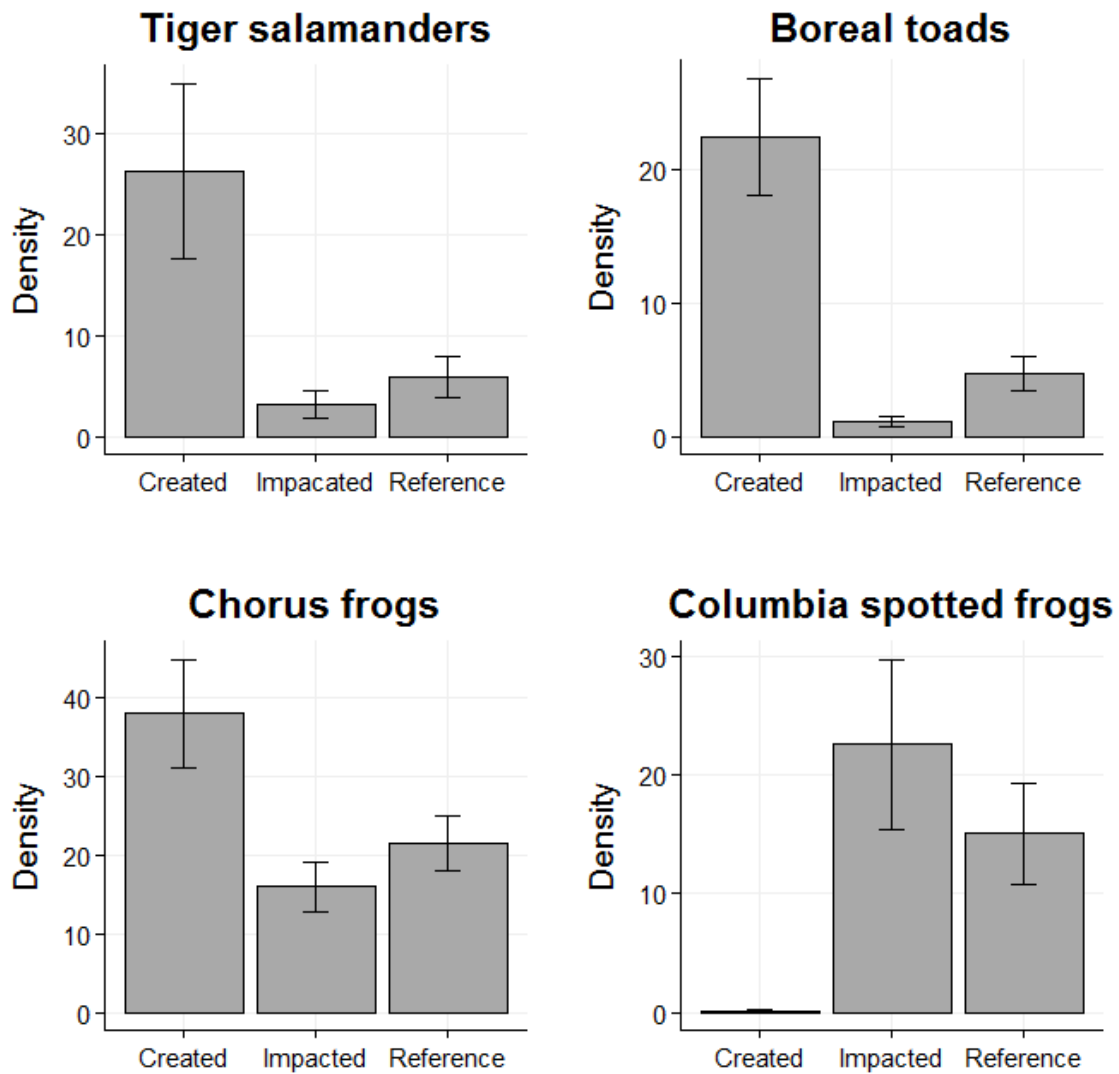 Tiger salamanders
Density
30
20
10
0
Created Impacated Reference
Boreal toads
Density
20
10
0
Created Impacted Reference
Chorus frogs
Density
40
30
20
10
0
Created Impacted Reference
Columbia spotted frogs
Density
30
20
10
0
Created Impacted Reference